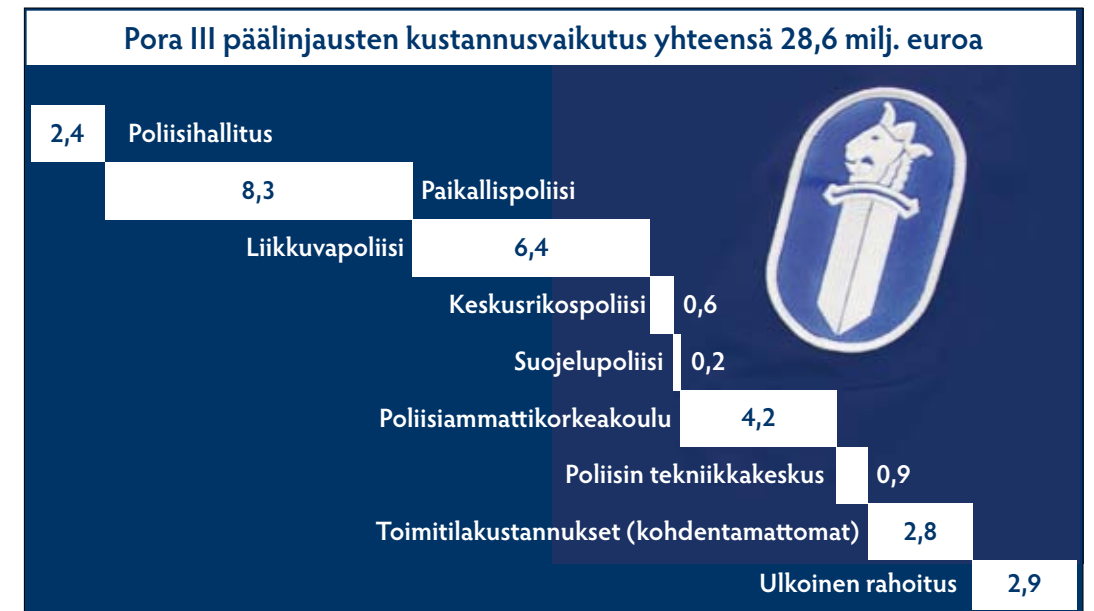 Pora III päälinjausten kustannusvaikutus yhteensä 28,6 milj. euroa
2,4 Poliisihallitus
8,3 Paikallispoliisi
Liikkuvapoliisi 6,4
Keskusrikospoliisi 0,6
Suojelupoliisi 0,2
Poliisiammattikorkeakoulu 4,2
Poliisin tekniikkakeskus 0,9
Toimitilakustannukset (kohdentamattomat) 2,8
Ulkoinen rahoitus 2,9